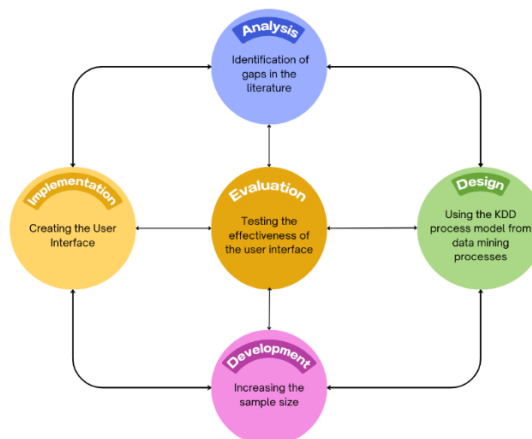 Analysis
Identification of
gaps in the
literature
Implementation
Creating the User
Interface
Evaluation
Testing the
effectiveness of
the user interface
Design
Using the KDD
process model from
data mining
processes
Development
Increasing the
sample size